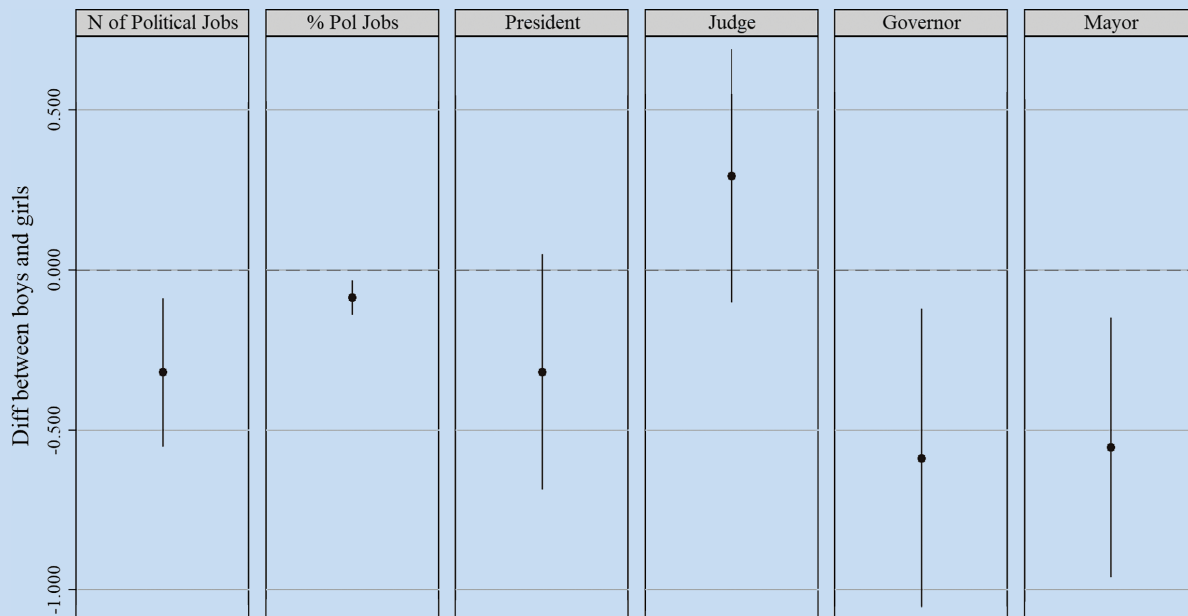 N of Political Jobs
% Pol Jobs
President
Judge
Governor
Mayor
Diff between boys and girls
0.500
0.000
-0.500
-1.000